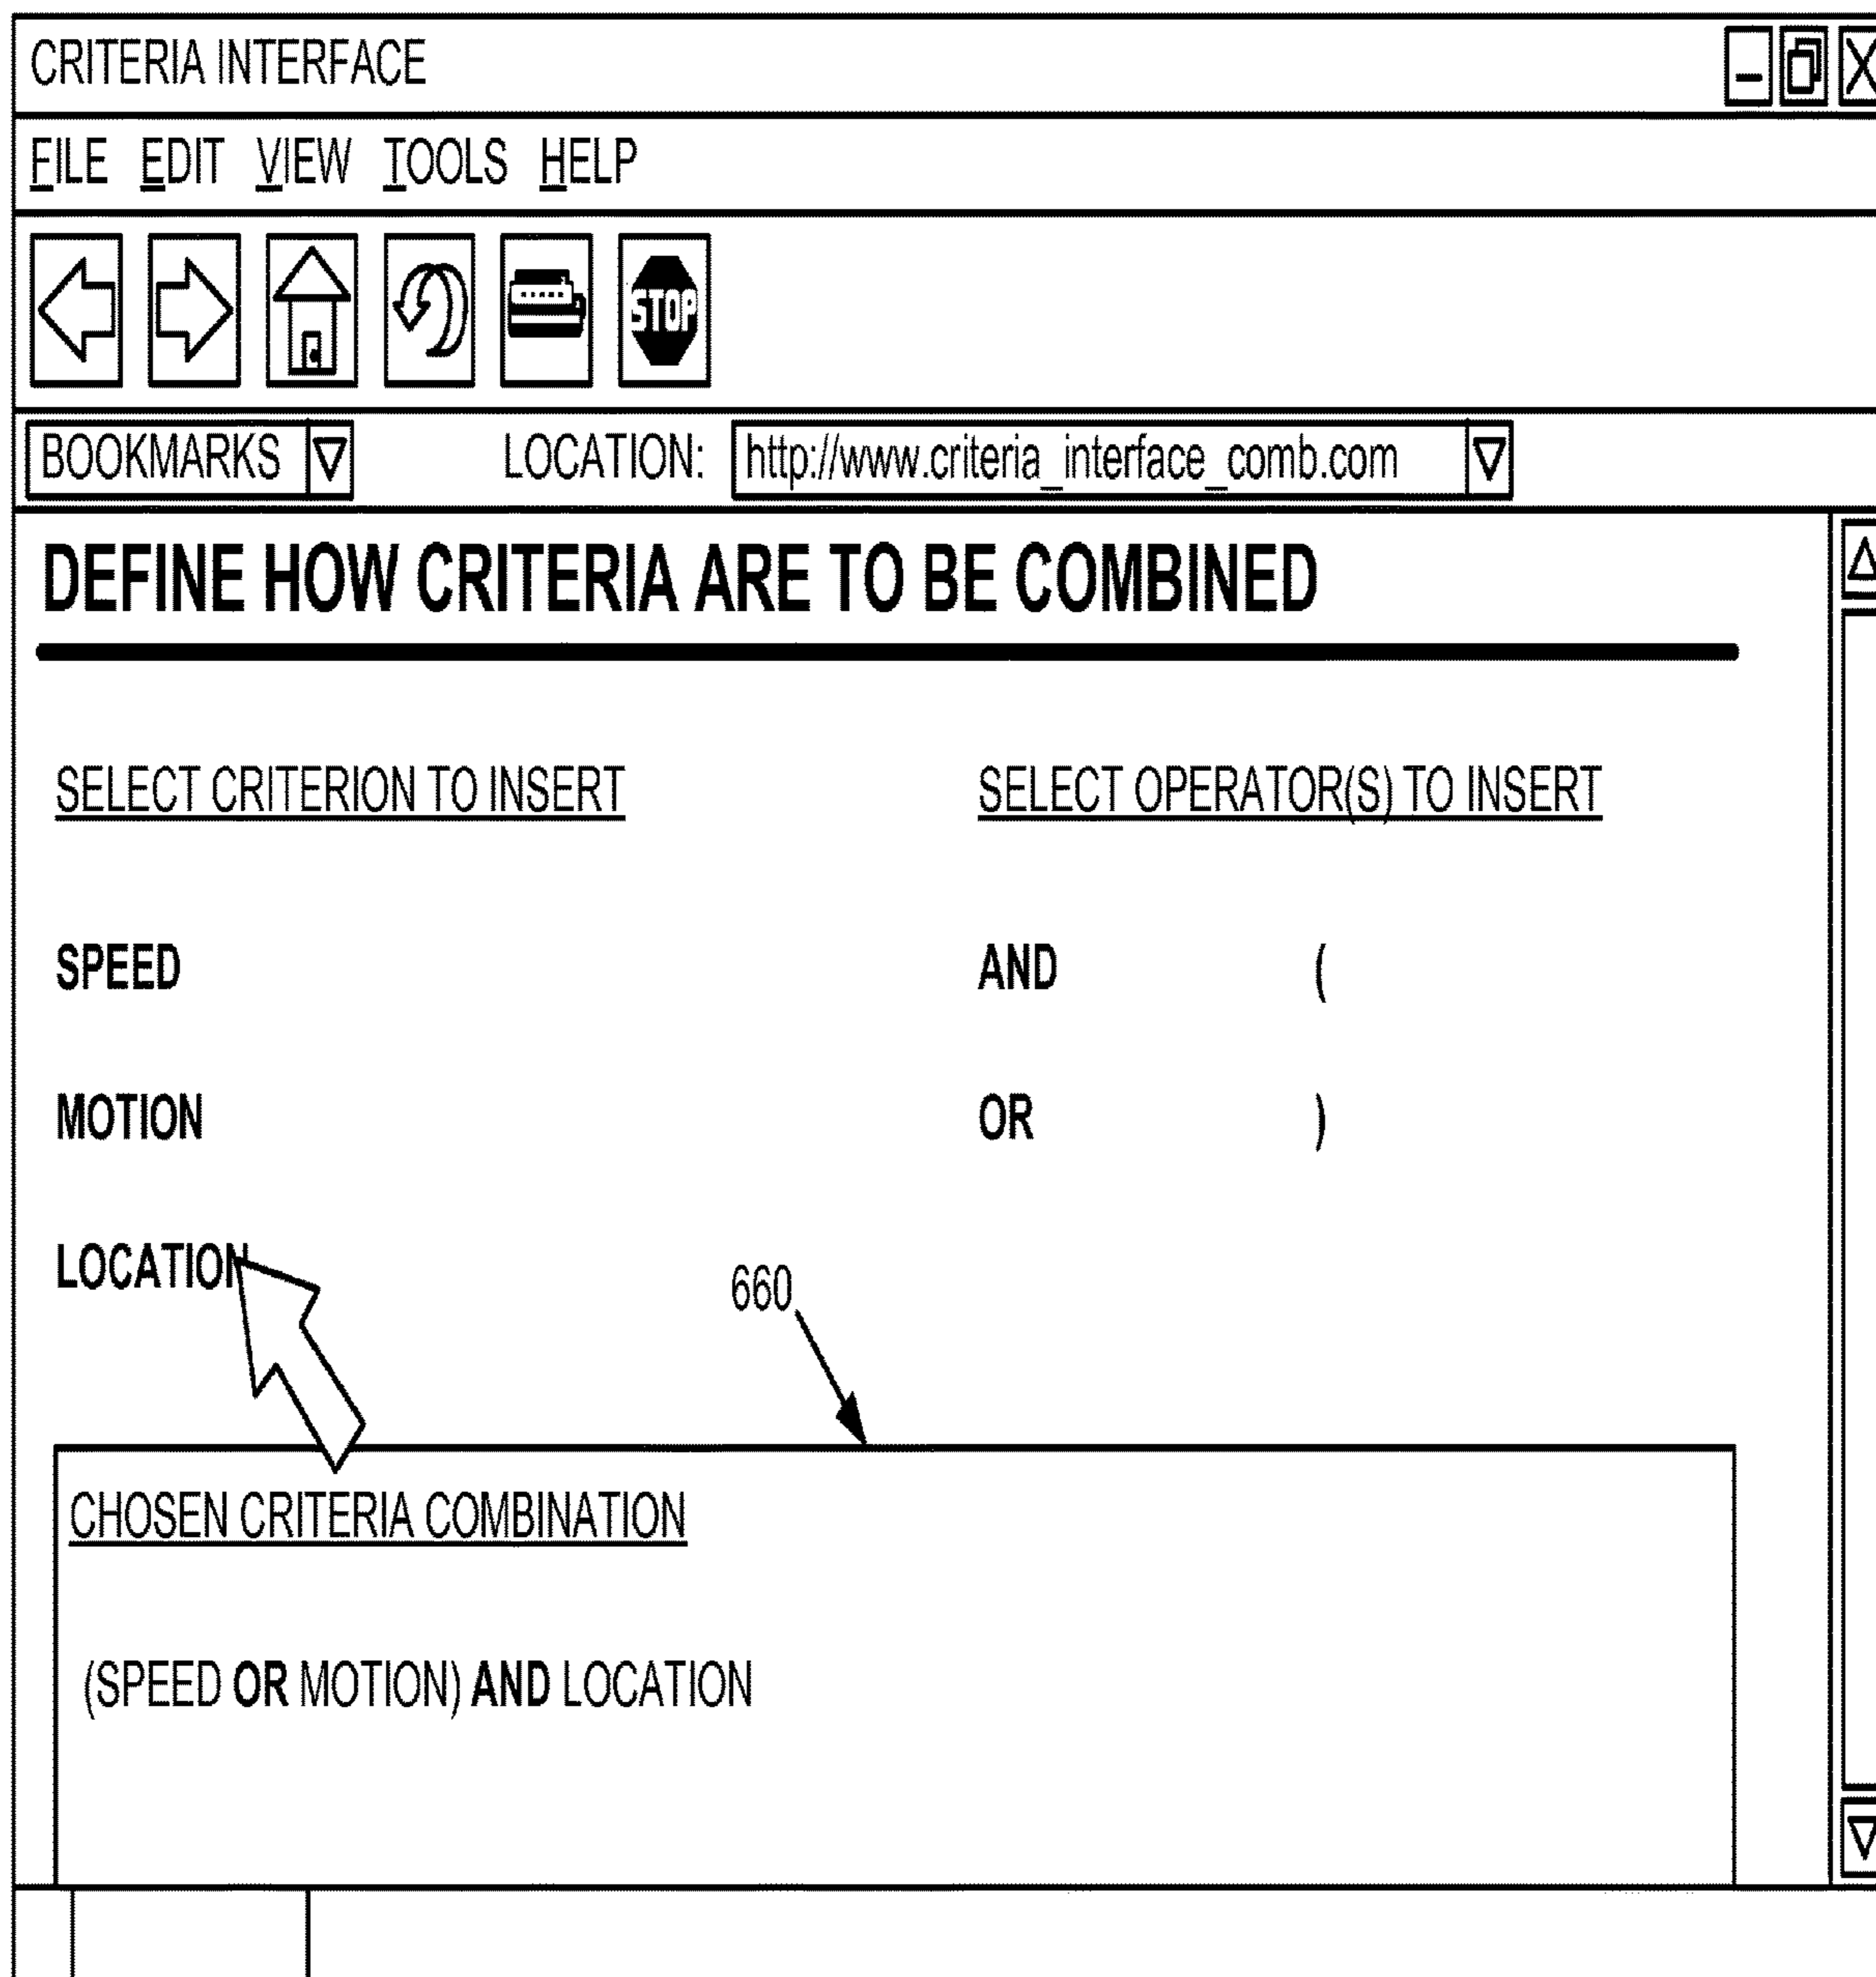 CRITERIA INTERFACE
FILE EDIT VIEW TOOLS HELP
STOP
BOOKMARKS LOCATION: http://www.criteria_interface_comb.com
DEFINE HOW CRITERIA ARE TO BE COMBINED
SELECT CRITERION TO INSERT SELECT OPERATOR(S) TO INSERT
SPEED AND (
MOTION OR )
LOCATION
660
CHOSEN CRITERIA COMBINATION
(SPEED OR MOTION) AND LOCATION